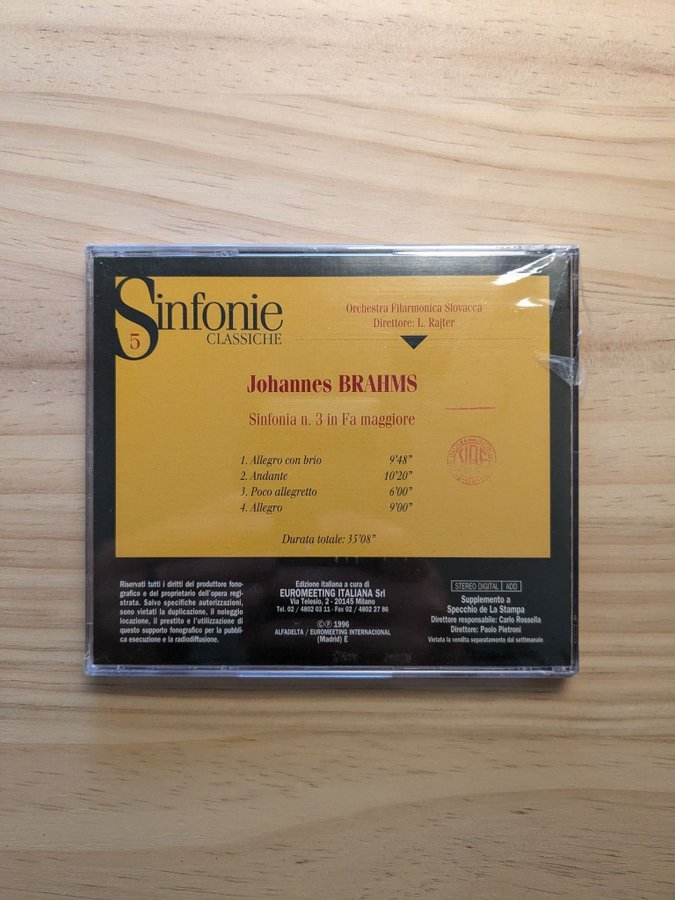 Sinfonie
5
CLASSICHE
Orchestra Filarmonica Slovacca
Direttore: L. Rajter
Johannes BRAHMS
Sinfonia n. 3 in Fa maggiore
1. Allegro con brio 9'48"
2. Andante 10'20"
3. Poco allegretto 6'00"
4. Allegro 9'00"
Durata totale: 35'08"
Riservati tutti i diritti del produttore fono-
grafico e del proprietario dell'opera regi-
strata. Salvo specifiche autorizzazioni,
sono vietati la duplicazione, il noleggio
locazione, il prestito e l'utilizzazione di
questo supporto fonografico per la pubbli-
ca esecuzione e la radiodiffusione.
Edizione italiana a cura di
EUROMEETING ITALIANA Srl
Via Telesio, 2 - 20145 Milano
Tel. 02 / 4802 03 11 - Fax 02 / 4802 27 86
©℗ 1996
ALFADELTA / EUROMEETING INTERNACIONAL
(Madrid) E
STEREO DIGITAL ADD
Supplemento a
Specchio de La Stampa
Direttore responsabile: Carlo Rossella
Direttore: Paolo Pietroni
Vietata la vendita separatamente dal settimanale